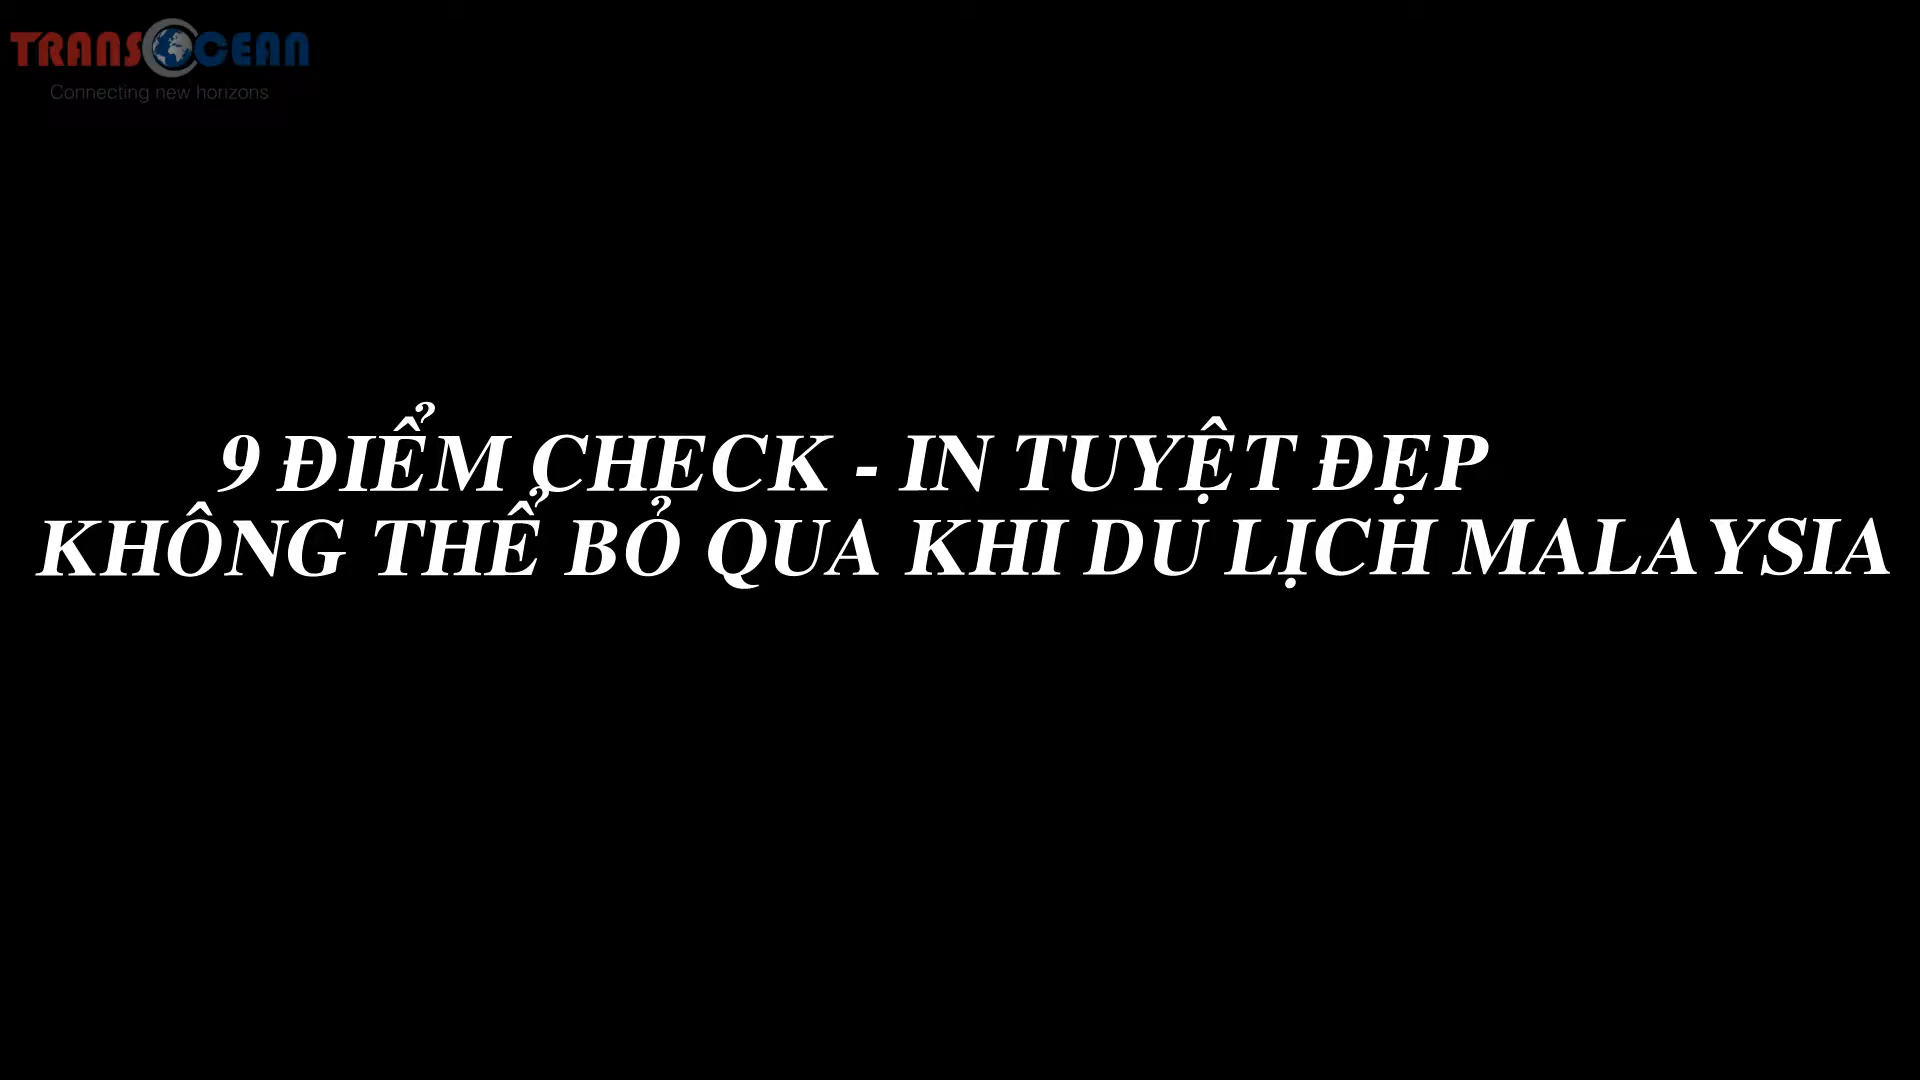 TRANSOCEAN
Connecting new horizons
9 ĐIỂM CHECK - IN TUYỆT ĐẸP
KHÔNG THỂ BỎ QUA KHI DU LỊCH MALAYSIA